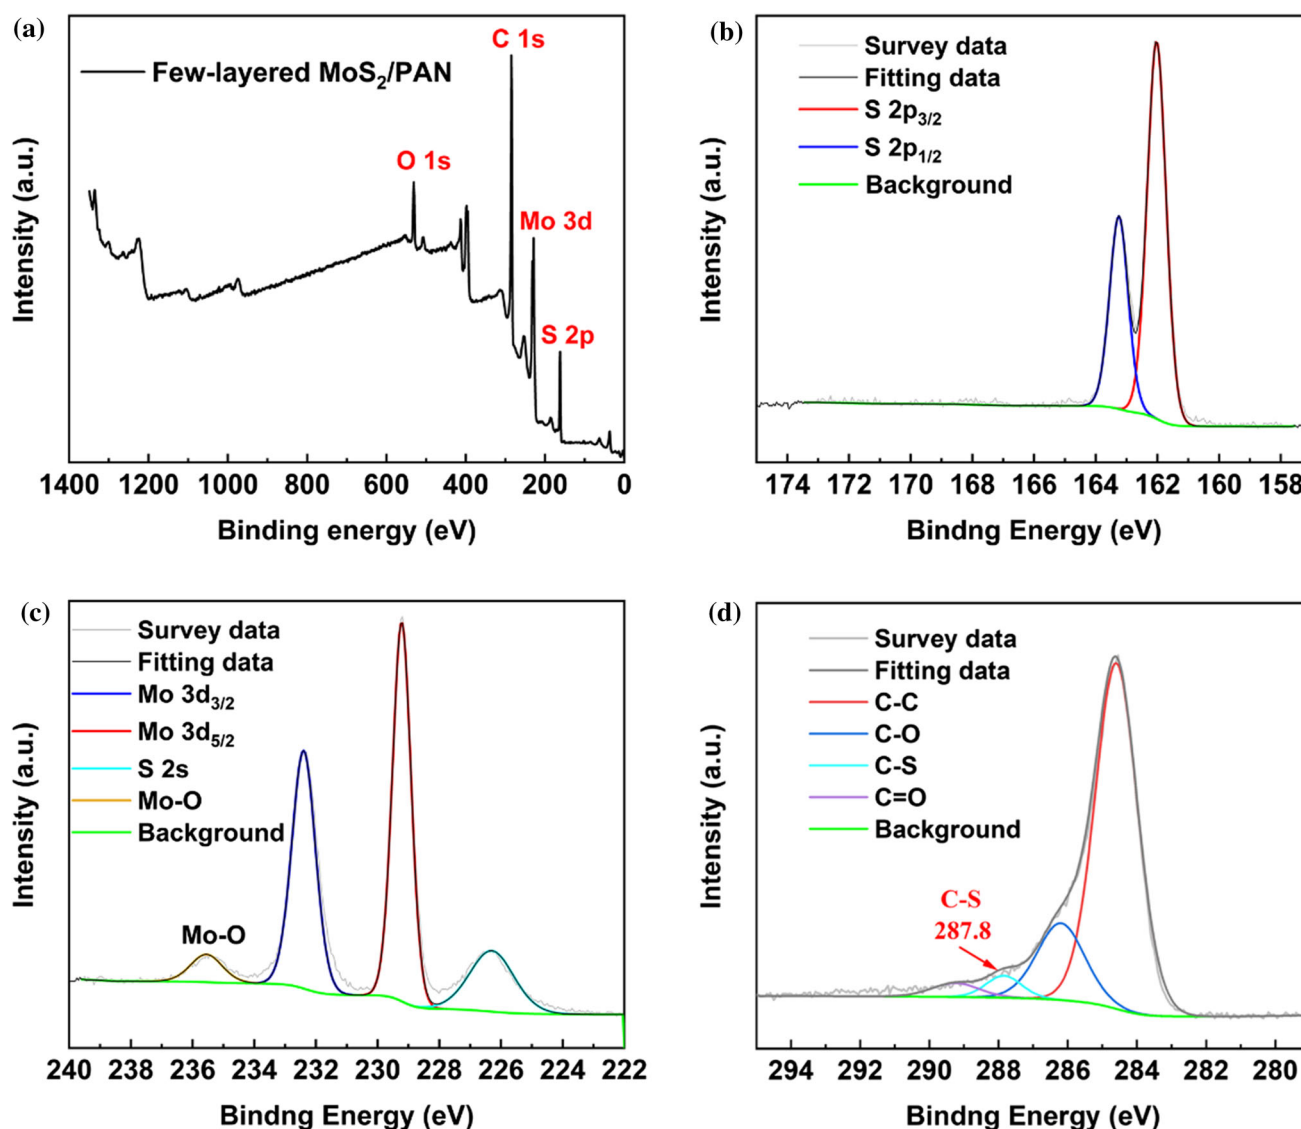 (a)
Few-layered MoS₂/PAN
C 1s
O 1s
Mo 3d
S 2p
Intensity (a.u.)
1400 1200 1000 800 600 400 200 0
Binding energy (eV)
(b)
Survey data
Fitting data
S 2p₃/₂
S 2p₁/₂
Background
Intensity (a.u.)
174 172 170 168 166 164 162 160 158
Bindng Energy (eV)
(c)
Survey data
Fitting data
Mo 3d₃/₂
Mo 3d₅/₂
S 2s
Mo-O
Background
Mo-O
Intensity (a.u.)
240 238 236 234 232 230 228 226 224 222
Bindng Energy (eV)
(d)
Survey data
Fitting data
C-C
C-O
C-S
C=O
Background
C-S
287.8
Intensity (a.u.)
294 292 290 288 286 284 282 280
Bindng Energy (eV)